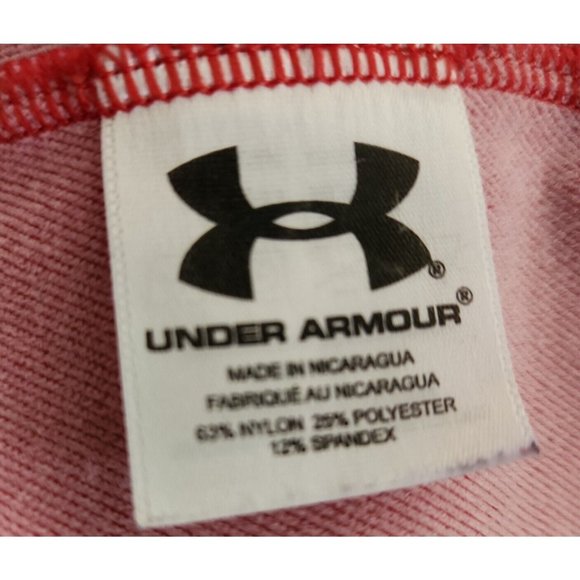 UNDER ARMOUR®
MADE IN NICARAGUA
FABRIQUÉ AU NICARAGUA
63% NYLON 25% POLYESTER
12% SPANDEX